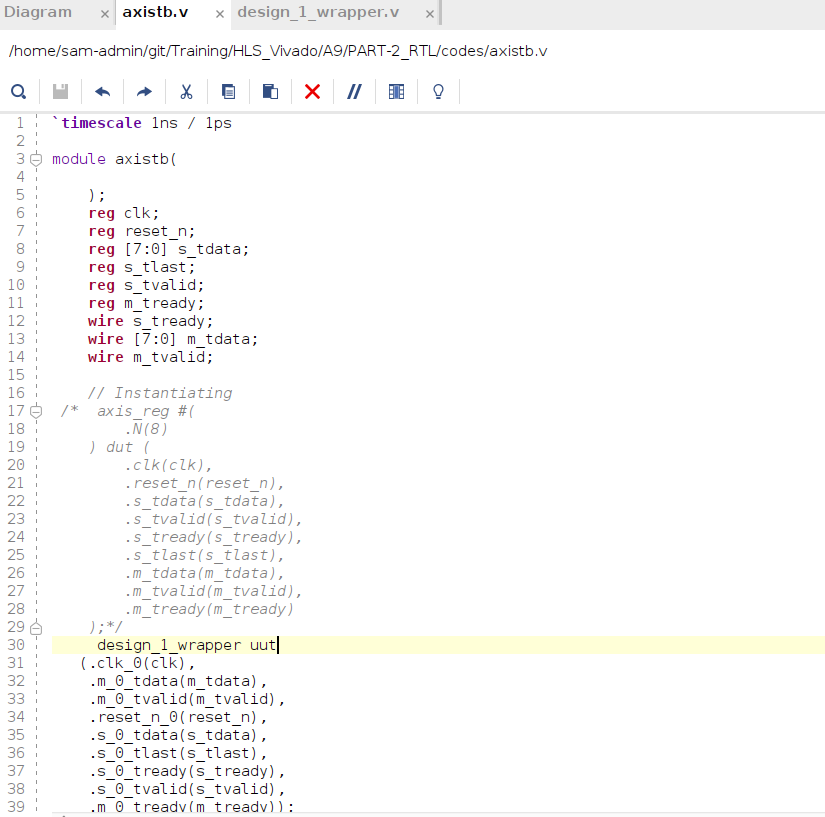 Diagram × axistb.v × design_1_wrapper.v ×
/home/sam-admin/git/Training/HLS_Vivado/A9/PART-2_RTL/codes/axistb.v
1 `timescale 1ns / 1ps
2
3 module axistb(
4
5 );
6 reg clk;
7 reg reset_n;
8 reg [7:0] s_tdata;
9 reg s_tlast;
10 reg s_tvalid;
11 reg m_tready;
12 wire s_tready;
13 wire [7:0] m_tdata;
14 wire m_tvalid;
15
16 // Instantiating
17 /* axis_reg #(
18 .N(8)
19 ) dut (
20 .clk(clk),
21 .reset_n(reset_n),
22 .s_tdata(s_tdata),
23 .s_tvalid(s_tvalid),
24 .s_tready(s_tready),
25 .s_tlast(s_tlast),
26 .m_tdata(m_tdata),
27 .m_tvalid(m_tvalid),
28 .m_tready(m_tready)
29 );*/
30 design_1_wrapper uut
31 (.clk_0(clk),
32 .m_0_tdata(m_tdata),
33 .m_0_tvalid(m_tvalid),
34 .reset_n_0(reset_n),
35 .s_0_tdata(s_tdata),
36 .s_0_tlast(s_tlast),
37 .s_0_tready(s_tready),
38 .s_0_tvalid(s_tvalid),
39 .m_0_tready(m_tready));